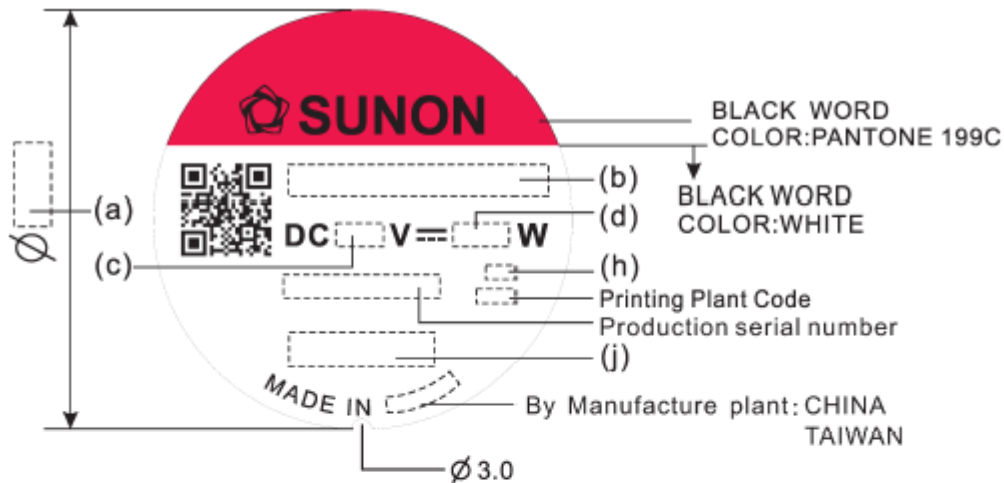 SUNON
BLACK WORD
COLOR:PANTONE 199C
(b)
BLACK WORD
COLOR:WHITE
(a)
(d)
DC V W
(c)
(h)
Printing Plant Code
Production serial number
(j)
MADE IN
By Manufacture plant: CHINA
TAIWAN
Ø
Ø 3.0